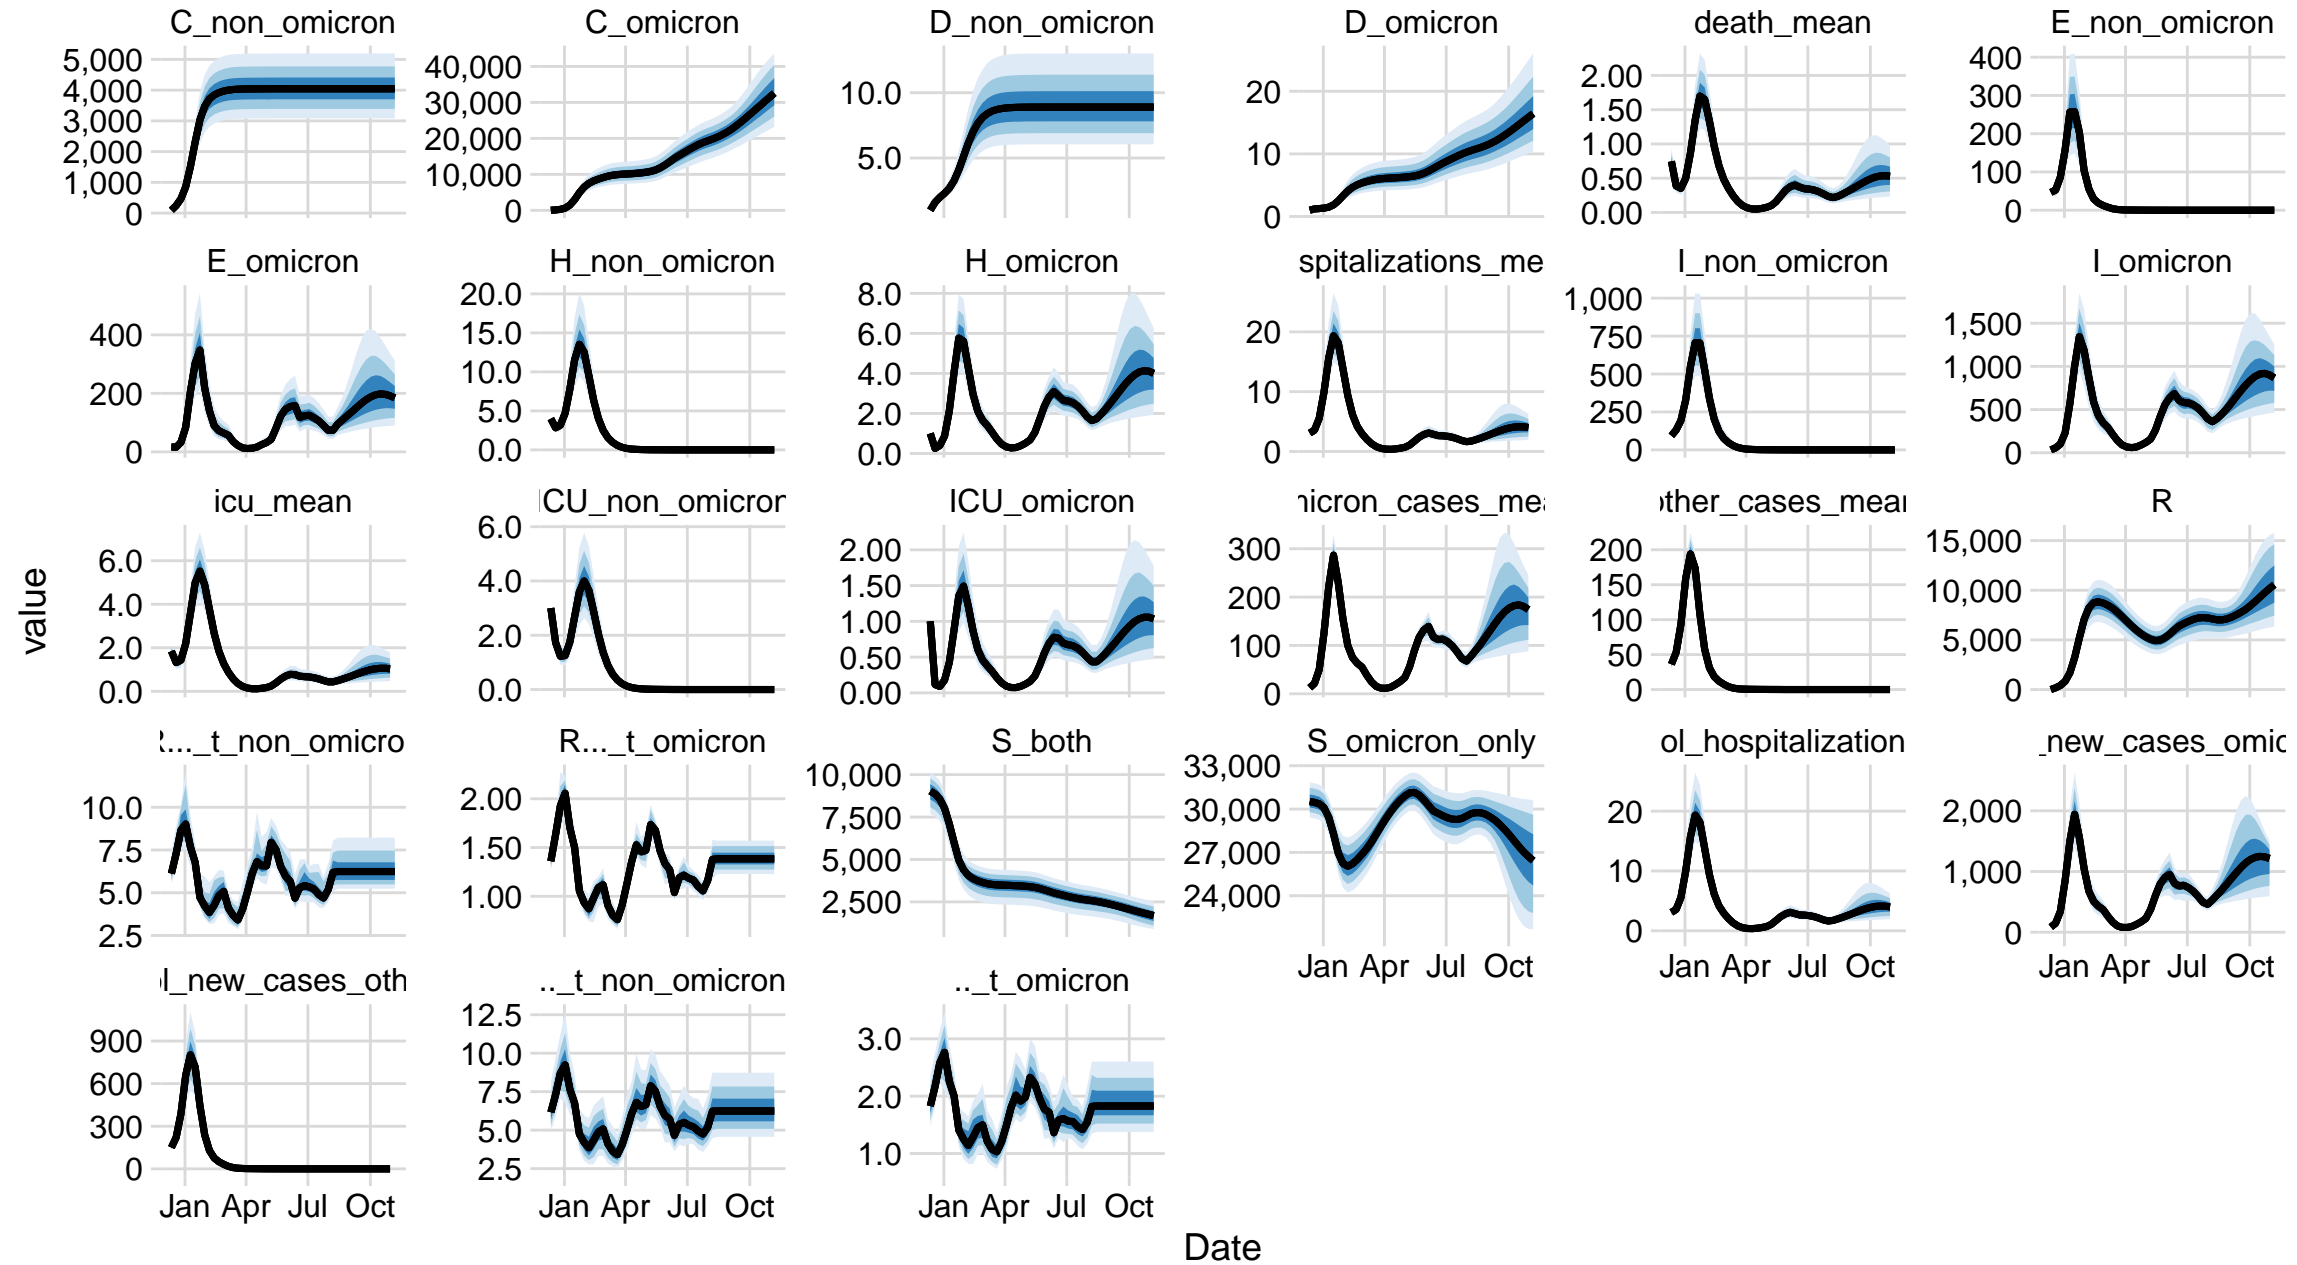 C_non_omicron C_omicron D_non_omicron D_omicron death_mean E_non_omicron
5,000 4,000 3,000 2,000 1,000 0
40,000 30,000 20,000 10,000 0
10.0 5.0
20 10 0
2.00 1.50 1.00 0.50 0.00
400 300 200 100 0
E_omicron H_non_omicron H_omicron spitalizations_me I_non_omicron I_omicron
400 200 0
20.0 15.0 10.0 5.0 0.0
8.0 6.0 4.0 2.0 0.0
20 10 0
1,000 750 500 250 0
1,500 1,000 500 0
icu_mean CU_non_omicron ICU_omicron nicron_cases_mea other_cases_mean R
6.0 4.0 2.0 0.0
6.0 4.0 2.0 0.0
2.00 1.50 1.00 0.50 0.00
300 200 100 0
200 150 100 50 0
15,000 10,000 5,000 0
value
R..._t_non_omicro R..._t_omicron S_both S_omicron_only ol_hospitalization _new_cases_omic
10.0 7.5 5.0 2.5
2.00 1.50 1.00
10,000 7,500 5,000 2,500
33,000 30,000 27,000 24,000
20 10 0
2,000 1,000 0
Jan Apr Jul Oct Jan Apr Jul Oct Jan Apr Jul Oct
l_new_cases_oth .._t_non_omicron .._t_omicron
900 600 300 0
12.5 10.0 7.5 5.0 2.5
3.0 2.0 1.0
Jan Apr Jul Oct Jan Apr Jul Oct Jan Apr Jul Oct
Date